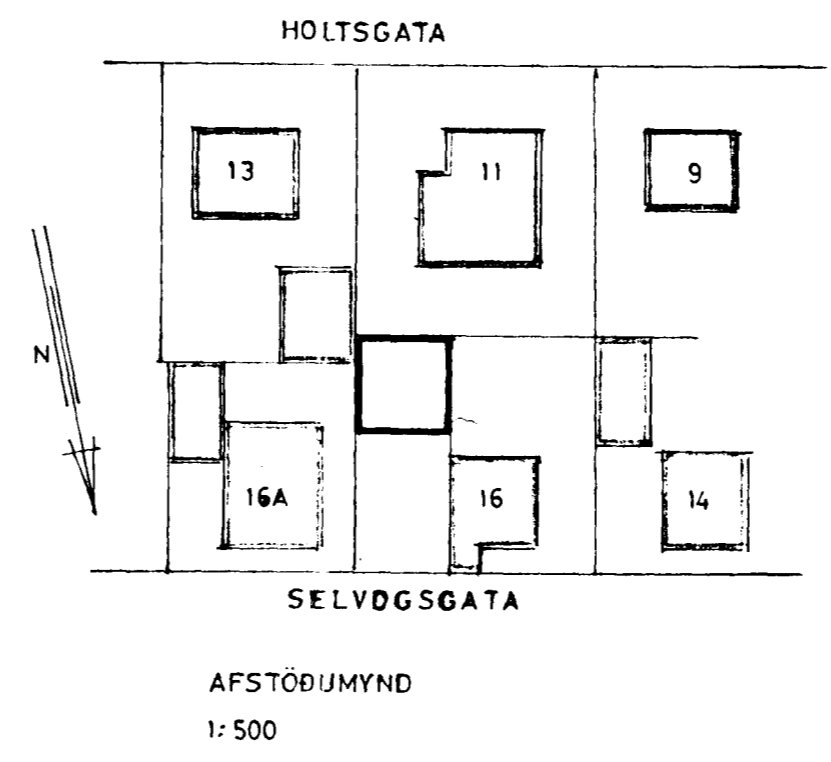 HOLTSGATA
13
11
9
N
16A
16
14
SELVOGSGATA
AFSTÖÐUMYND
1:500